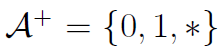 𝒜⁺ = {0, 1, ∗}